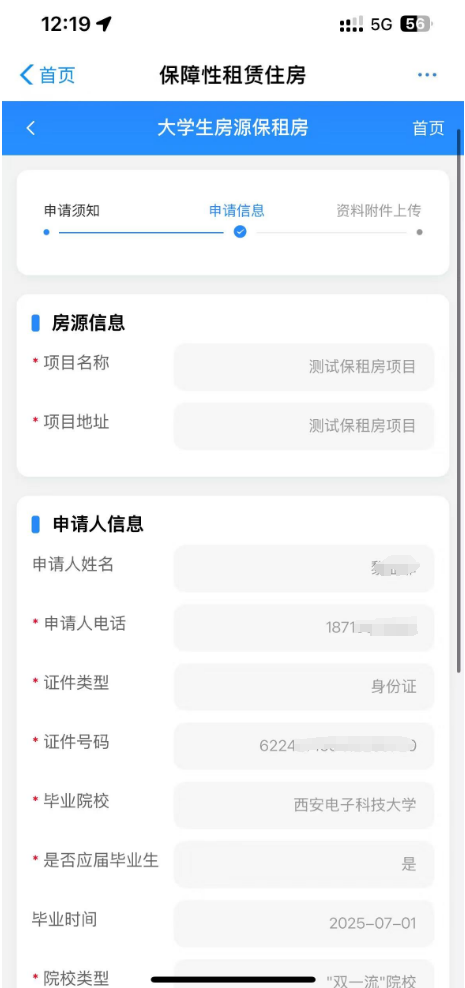 12:19 5G 56
首页 保障性租赁住房 ···
大学生房源保租房 首页
申请须知 申请信息 资料附件上传
房源信息
* 项目名称 测试保租房项目
* 项目地址 测试保租房项目
申请人信息
申请人姓名
* 申请人电话 1871
* 证件类型 身份证
* 证件号码 6224
* 毕业院校 西安电子科技大学
* 是否应届毕业生 是
毕业时间 2025-07-01
* 院校类型 "双一流"院校